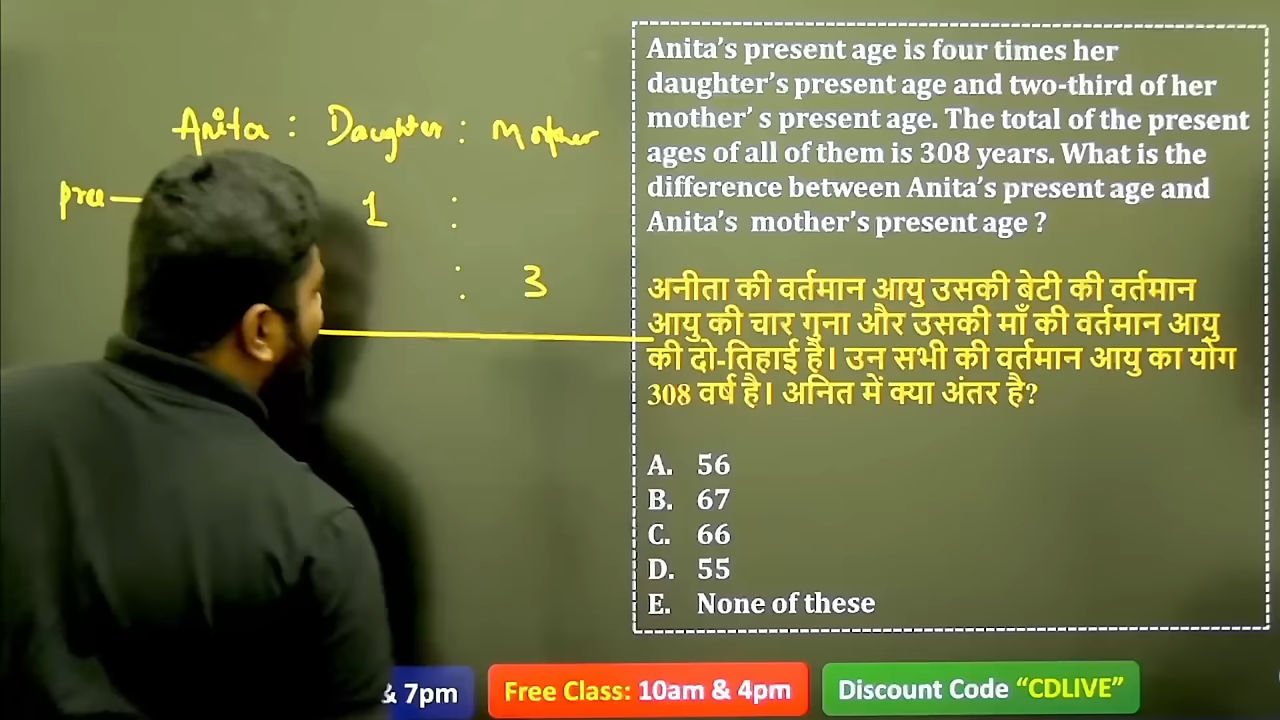 Anita : Daughter : Mother
1 :
: 3
Anita’s present age is four times her
daughter’s present age and two-third of her
mother’ s present age. The total of the present
ages of all of them is 308 years. What is the
difference between Anita’s present age and
Anita’s mother’s present age ?
अनीता की वर्तमान आयु उसकी बेटी की वर्तमान
आयु की चार गुना और उसकी माँ की वर्तमान आयु
की दो-तिहाई है। उन सभी की वर्तमान आयु का योग
308 वर्ष है। अनित में क्या अंतर है?
A. 56
B. 67
C. 66
D. 55
E. None of these
& 7pm
Free Class: 10am & 4pm
Discount Code “CDLIVE”